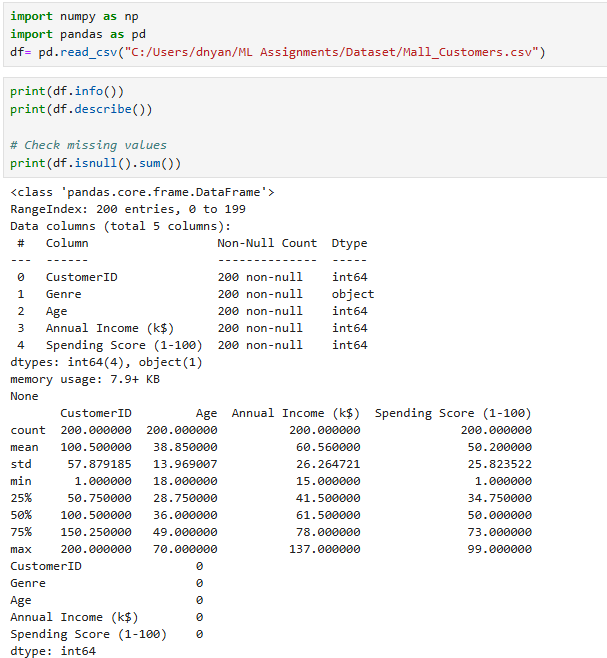 import numpy as np
import pandas as pd
df= pd.read_csv("C:/Users/dnyan/ML Assignments/Dataset/Mall_Customers.csv")
print(df.info())
print(df.describe())
# Check missing values
print(df.isnull().sum())
<class 'pandas.core.frame.DataFrame'>
RangeIndex: 200 entries, 0 to 199
Data columns (total 5 columns):
 #   Column                  Non-Null Count  Dtype
---  ------                  --------------  -----
 0   CustomerID              200 non-null    int64
 1   Genre                   200 non-null    object
 2   Age                     200 non-null    int64
 3   Annual Income (k$)      200 non-null    int64
 4   Spending Score (1-100)  200 non-null    int64
dtypes: int64(4), object(1)
memory usage: 7.9+ KB
None
       CustomerID         Age  Annual Income (k$)  Spending Score (1-100)
count  200.000000  200.000000          200.000000              200.000000
mean   100.500000   38.850000           60.560000               50.200000
std     57.879185   13.969007           26.264721               25.823522
min      1.000000   18.000000           15.000000                1.000000
25%     50.750000   28.750000           41.500000               34.750000
50%    100.500000   36.000000           61.500000               50.000000
75%    150.250000   49.000000           78.000000               73.000000
max    200.000000   70.000000          137.000000               99.000000
CustomerID                0
Genre                     0
Age                       0
Annual Income (k$)        0
Spending Score (1-100)    0
dtype: int64